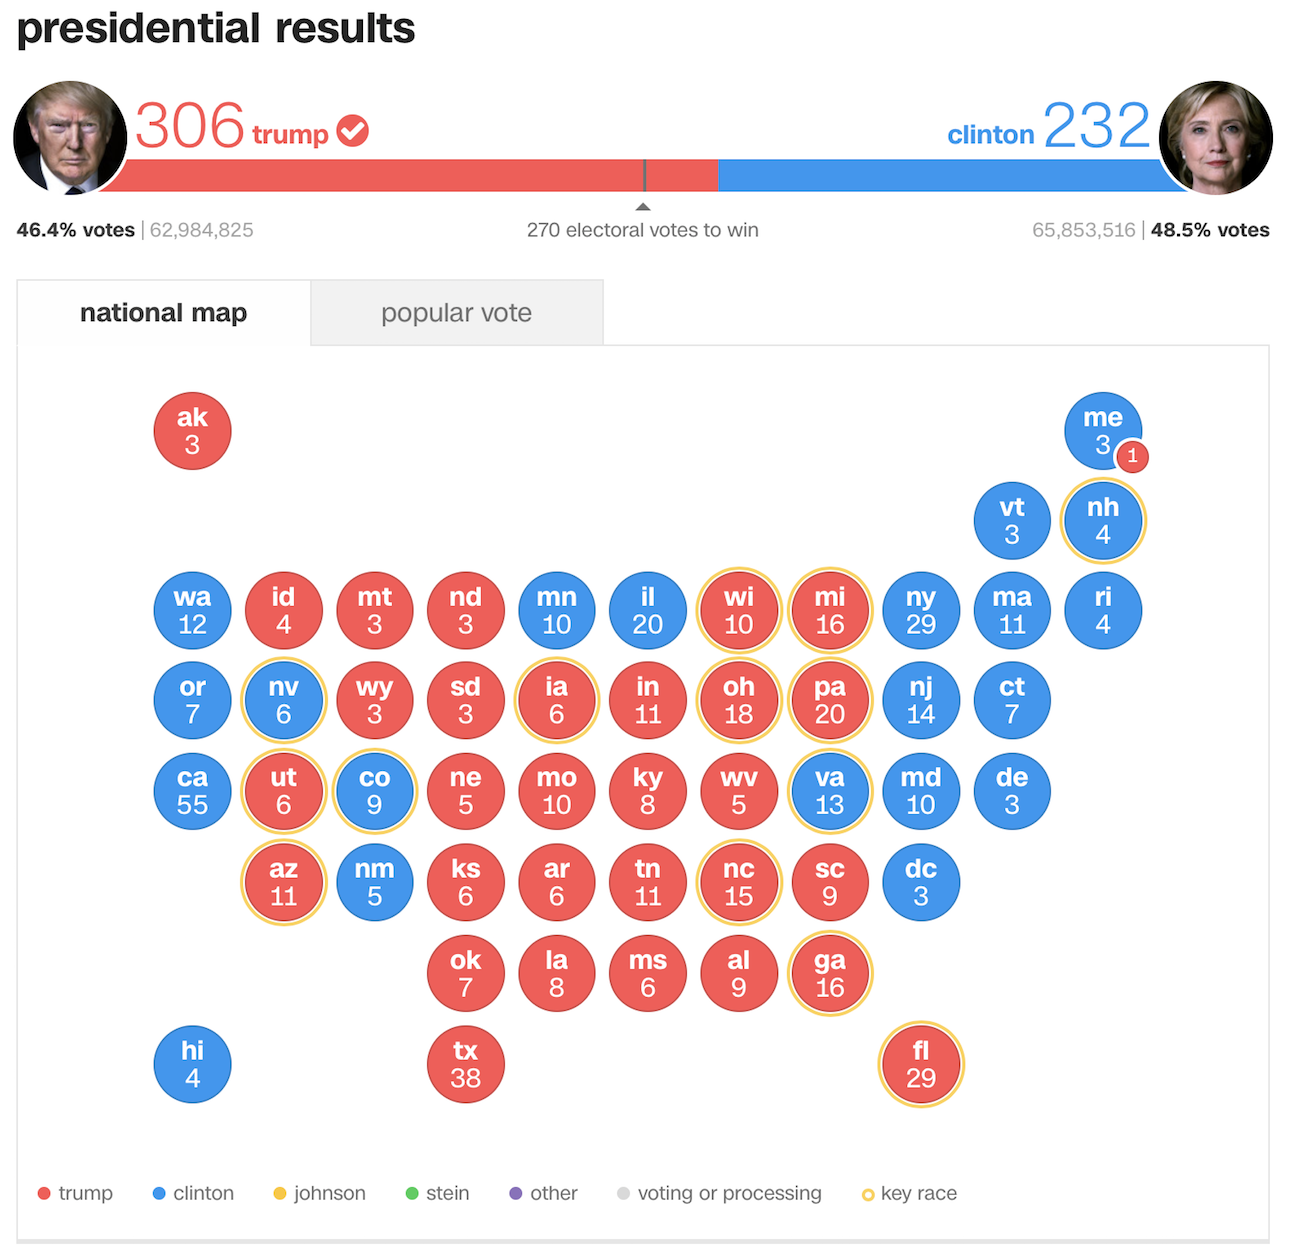 presidential results
306 trump
clinton 232
46.4% votes | 62,984,825
270 electoral votes to win
65,853,516 | 48.5% votes
national map
popular vote
ak
3
me
3
1
vt
3
nh
4
wa
12
id
4
mt
3
nd
3
mn
10
il
20
wi
10
mi
16
ny
29
ma
11
ri
4
or
7
nv
6
wy
3
sd
3
ia
6
in
11
oh
18
pa
20
nj
14
ct
7
ca
55
ut
6
co
9
ne
5
mo
10
ky
8
wv
5
va
13
md
10
de
3
az
11
nm
5
ks
6
ar
6
tn
11
nc
15
sc
9
dc
3
ok
7
la
8
ms
6
al
9
ga
16
hi
4
tx
38
fl
29
trump
clinton
johnson
stein
other
voting or processing
key race